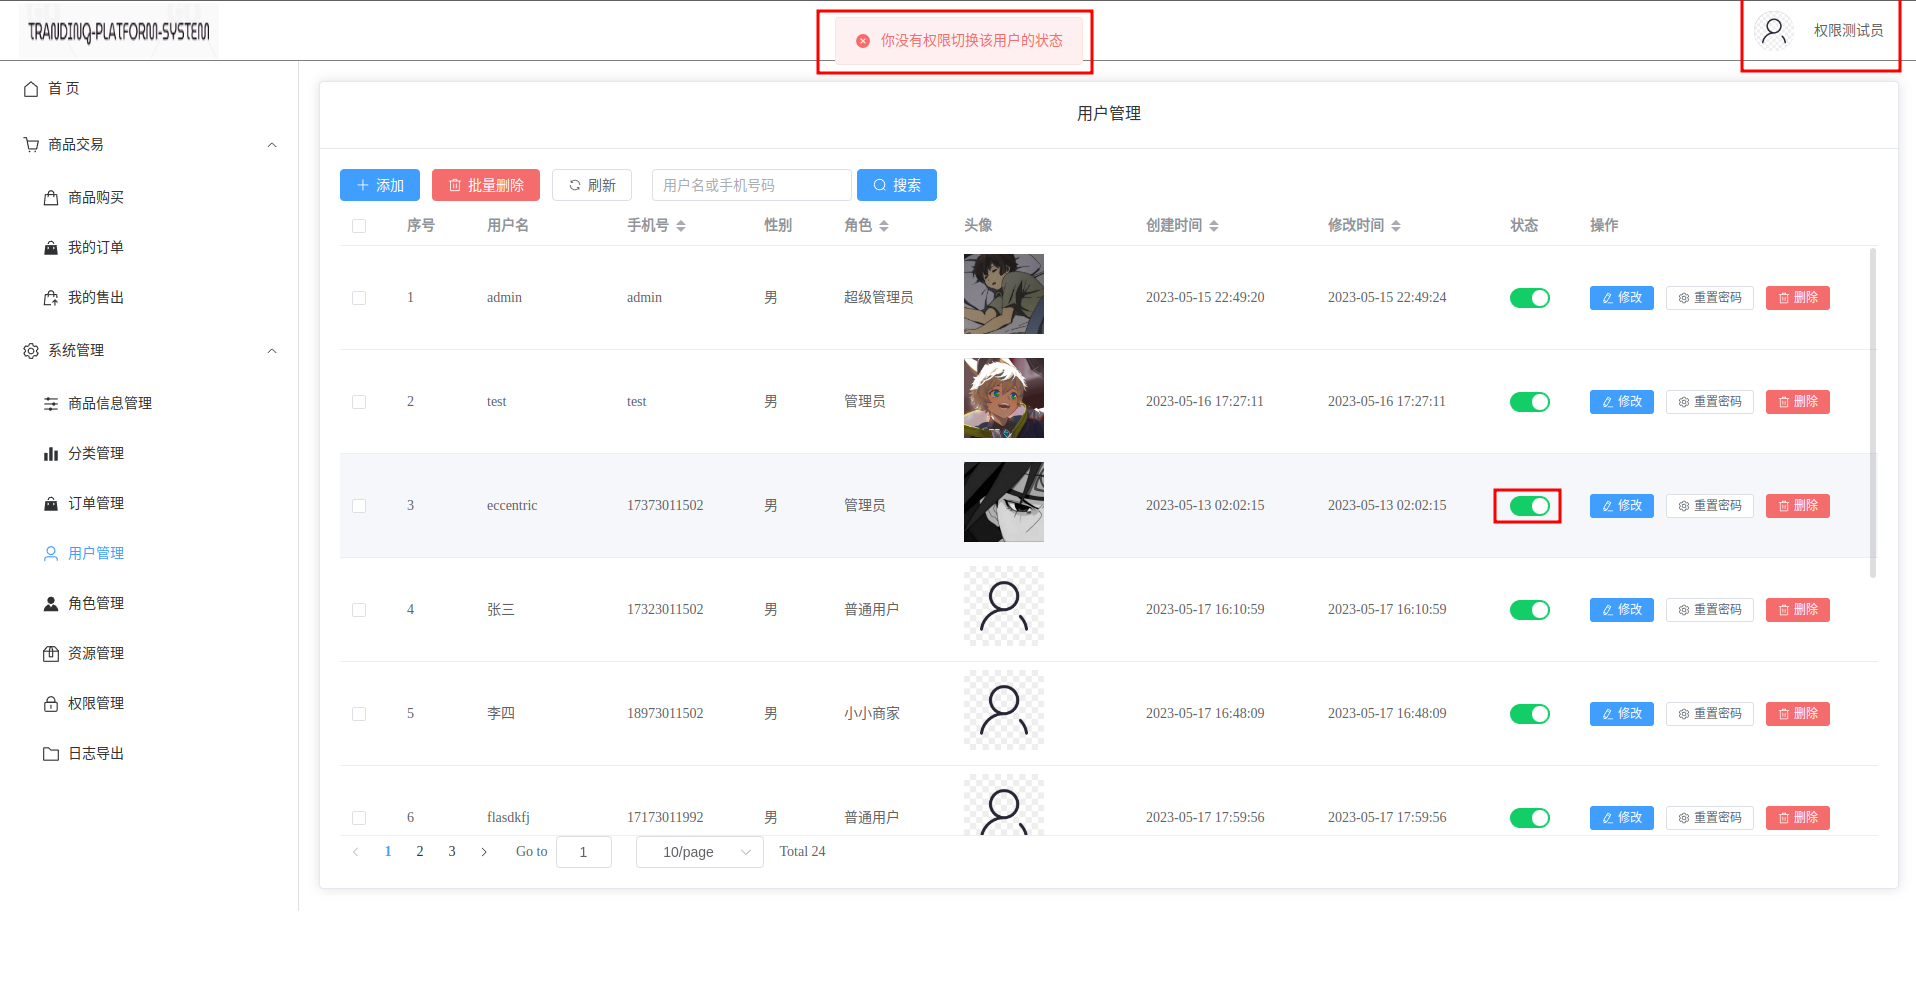 TRANDINQ-PLATFORM-SYSTEM
你没有权限切换该用户的状态
权限测试员
首 页
商品交易
商品购买
我的订单
我的售出
系统管理
商品信息管理
分类管理
订单管理
用户管理
角色管理
资源管理
权限管理
日志导出
用户管理
添加 批量删除 刷新 用户名或手机号码 搜索
序号 用户名 手机号 性别 角色 头像 创建时间 修改时间 状态 操作
1 admin admin 男 超级管理员 2023-05-15 22:49:20 2023-05-15 22:49:24 修改 重置密码 删除
2 test test 男 管理员 2023-05-16 17:27:11 2023-05-16 17:27:11 修改 重置密码 删除
3 eccentric 17373011502 男 管理员 2023-05-13 02:02:15 2023-05-13 02:02:15 修改 重置密码 删除
4 张三 17323011502 男 普通用户 2023-05-17 16:10:59 2023-05-17 16:10:59 修改 重置密码 删除
5 李四 18973011502 男 小小商家 2023-05-17 16:48:09 2023-05-17 16:48:09 修改 重置密码 删除
6 flasdkfj 17173011992 男 普通用户 2023-05-17 17:59:56 2023-05-17 17:59:56 修改 重置密码 删除
1 2 3 Go to 1 10/page Total 24